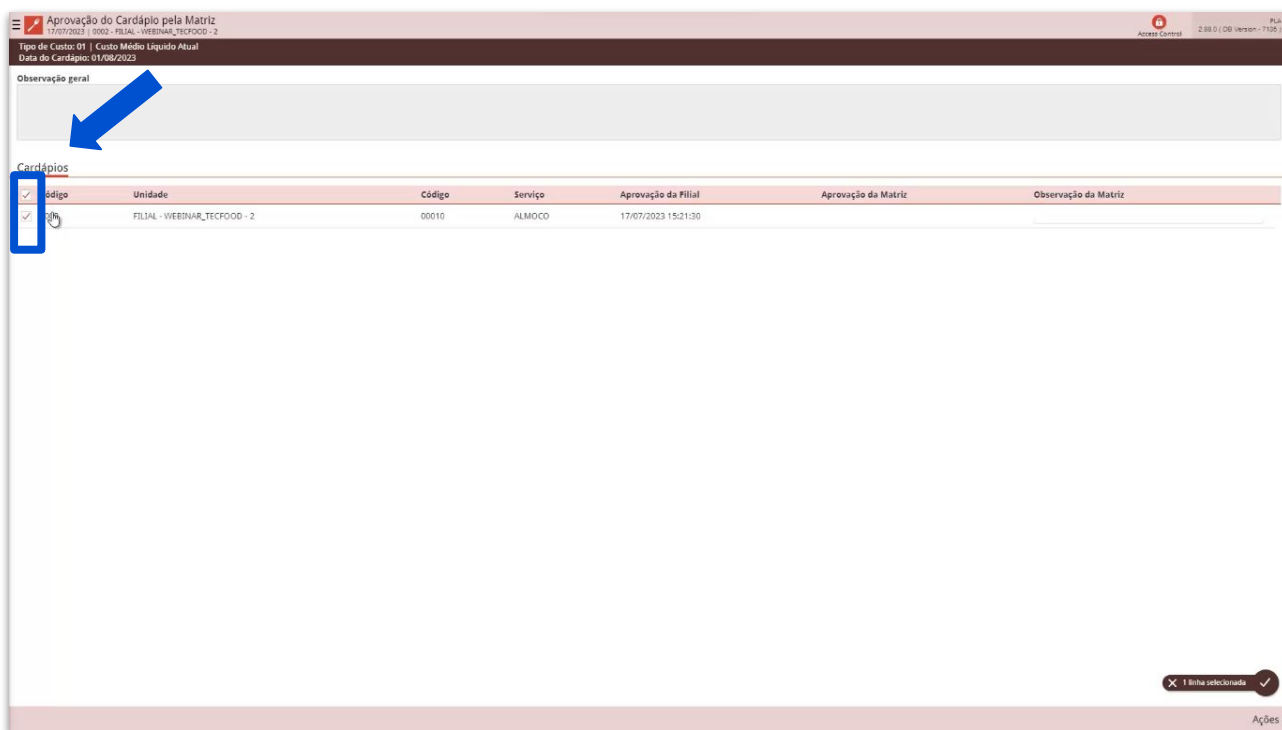 Aprovação do Cardápio pela Matriz
17/07/2023 | 0002 - FILIAL - WEBINAR_TECFOOD - 2
Access Control
2.88.0 ( DB Version - 7105 )
Tipo de Custo: 01 | Custo Médio Líquido Atual
Data do Cardápio: 01/08/2023
Observação geral
Cardápios
ódigo Unidade Código Serviço Aprovação da Filial Aprovação da Matriz Observação da Matriz
FILIAL - WEBINAR_TECFOOD - 2 00010 ALMOCO 17/07/2023 15:21:30
1 linha selecionada
Ações